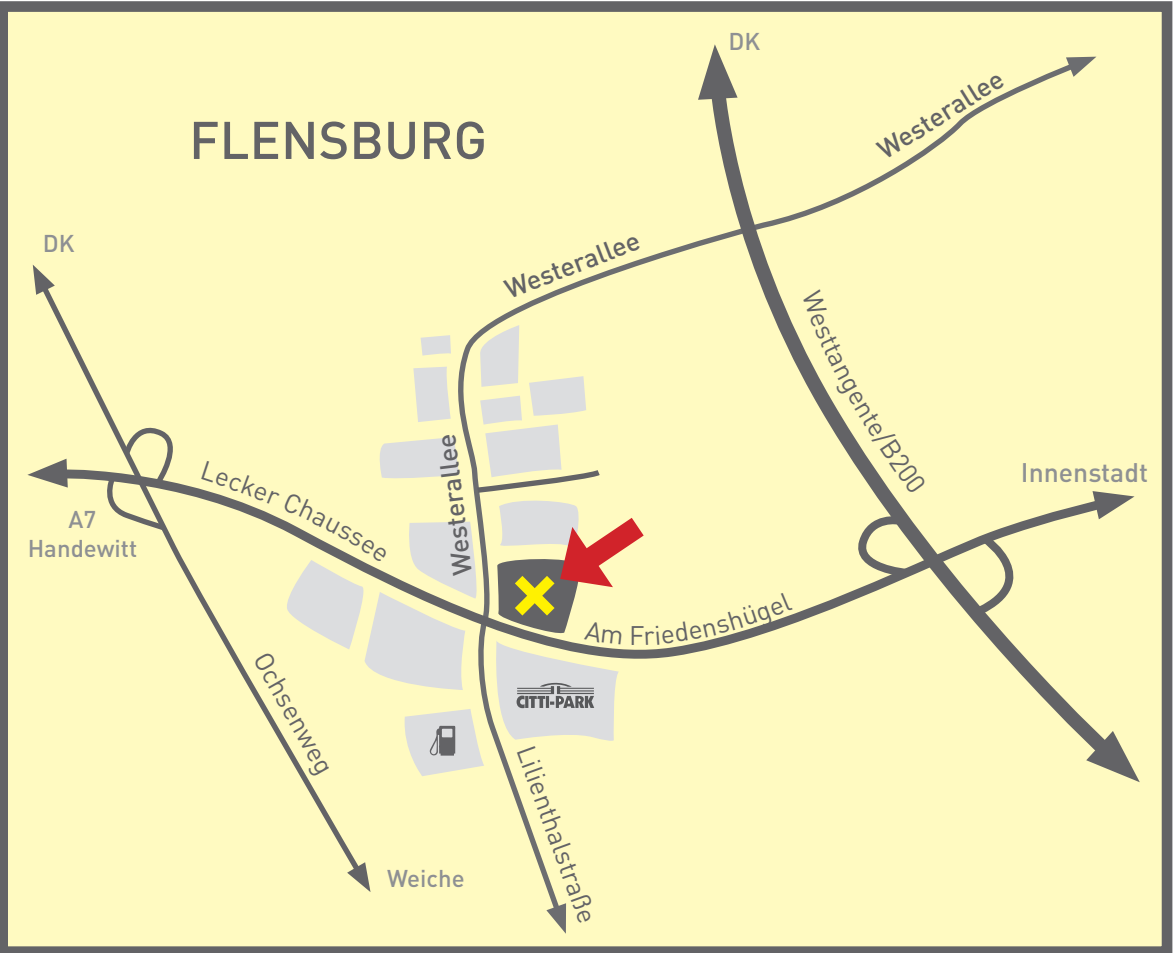 DK
FLENSBURG
Westerallee
DK
Westerallee
Westtangente/B200
Westerallee
Lecker Chaussee
Innenstadt
A7
Handewitt
Am Friedenshügel
Ochsenweg
CITTI-PARK
Lilienthalstraße
Weiche